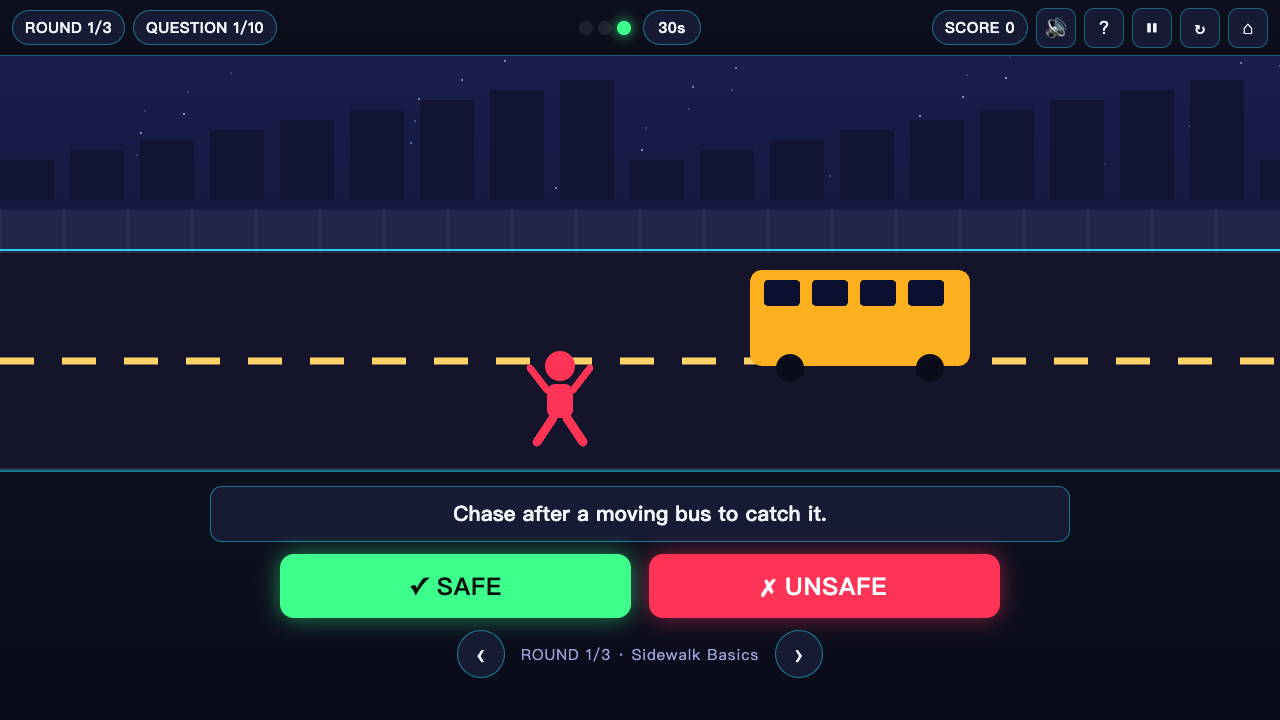 ROUND 1/3
QUESTION 1/10
30s
SCORE 0
?
Chase after a moving bus to catch it.
✓ SAFE
✗ UNSAFE
ROUND 1/3 · Sidewalk Basics